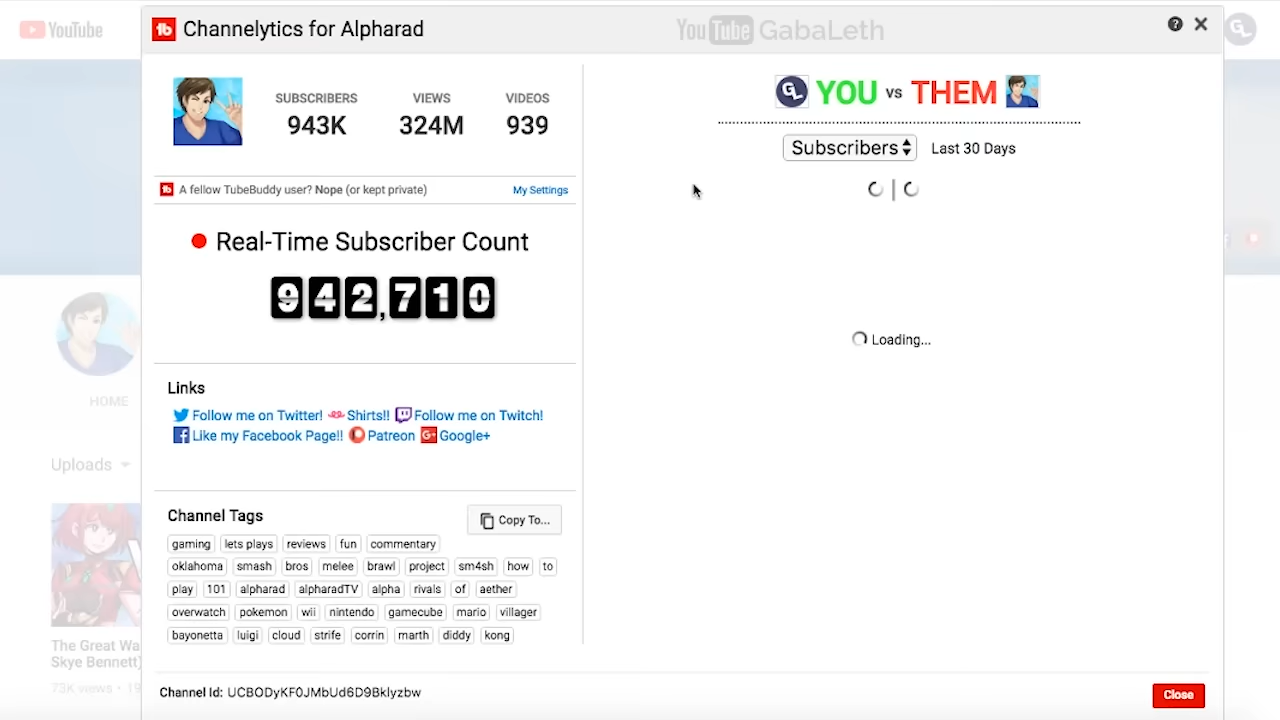 YouTube
Channelytics for Alpharad
YouTube GabaLeth
SUBSCRIBERS VIEWS VIDEOS
943K 324M 939
A fellow TubeBuddy user? Nope (or kept private) My Settings
Real-Time Subscriber Count
942,710
Links
Follow me on Twitter! Shirts!! Follow me on Twitch!
Like my Facebook Page!! Patreon Google+
Channel Tags
Copy To...
gaming lets plays reviews fun commentary
oklahoma smash bros melee brawl project sm4sh how to
play 101 alpharad alpharadTV alpha rivals of aether
overwatch pokemon wii nintendo gamecube mario villager
bayonetta luigi cloud strife corrin marth diddy kong
Channel Id: UCBODyKF0JMbUd6D9Bklyzbw
YOU vs THEM
Subscribers Last 30 Days
Loading...
Close
HOME
Uploads
The Great Wa
Skye Bennett)
73K views • 19